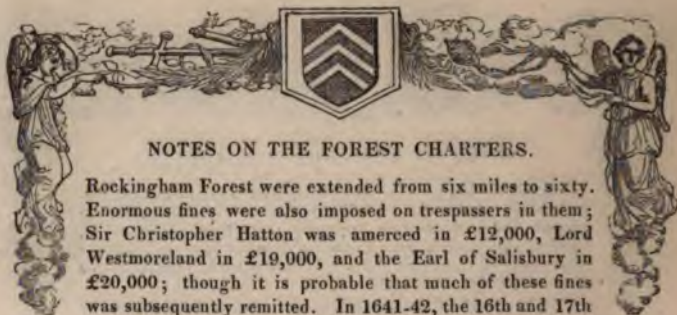 NOTES ON THE FOREST CHARTERS.
Rockingham Forest were extended from six miles to sixty.
Enormous fines were also imposed on trespassers in them;
Sir Christopher Hatton was amerced in £12,000, Lord
Westmoreland in £19,000, and the Earl of Salisbury in
£20,000; though it is probable that much of these fines
was subsequently remitted. In 1641-42, the 16th and 17th